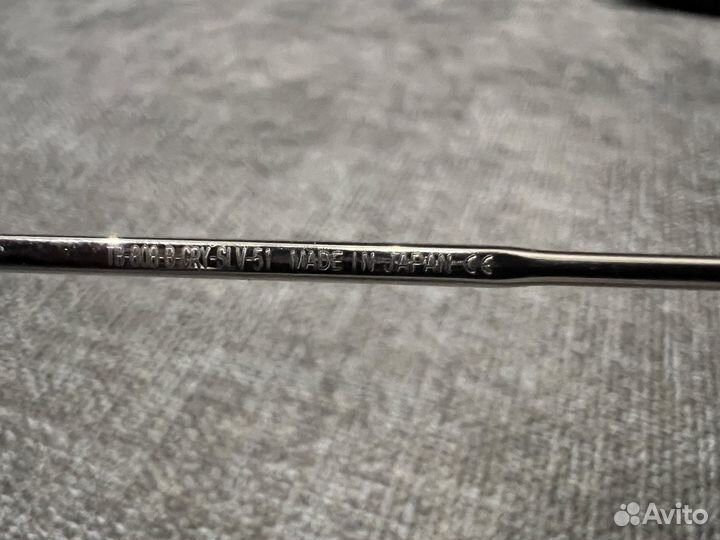 TB-808-B-GRY-SLV-51 MADE IN JAPAN CE
Avito